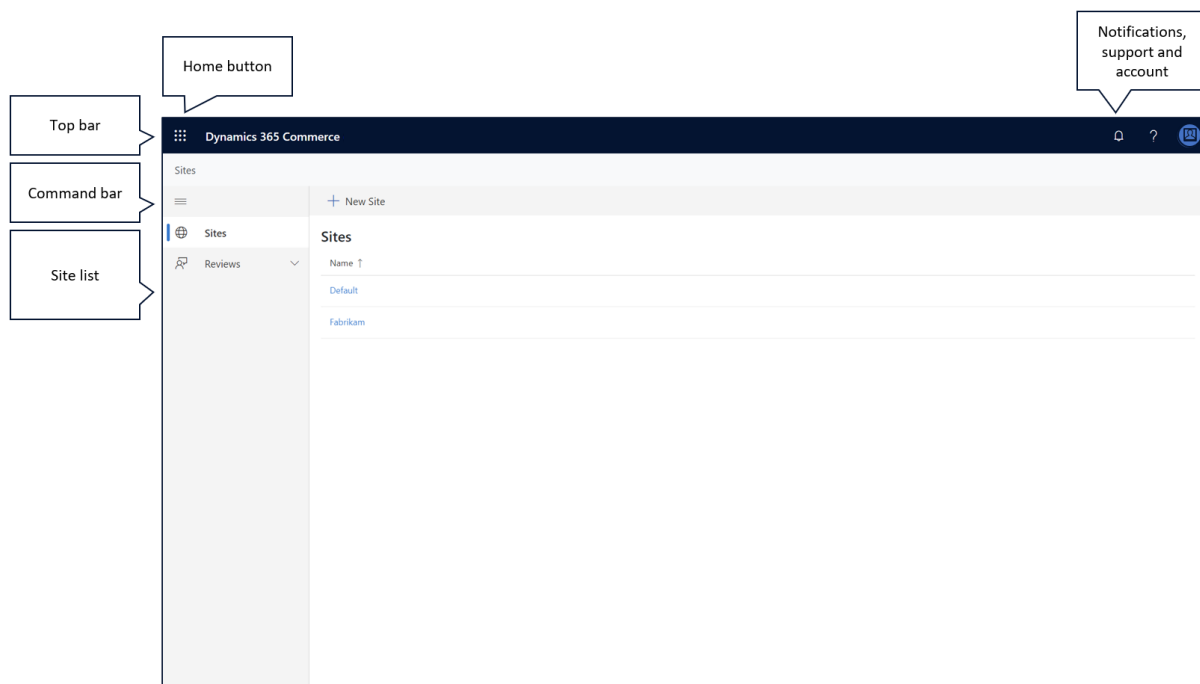 Notifications,
support and
account
Home button
Top bar
Dynamics 365 Commerce
?
Sites
Command bar
+ New Site
Sites
Sites
Site list
Reviews
Name ↑
Default
Fabrikam